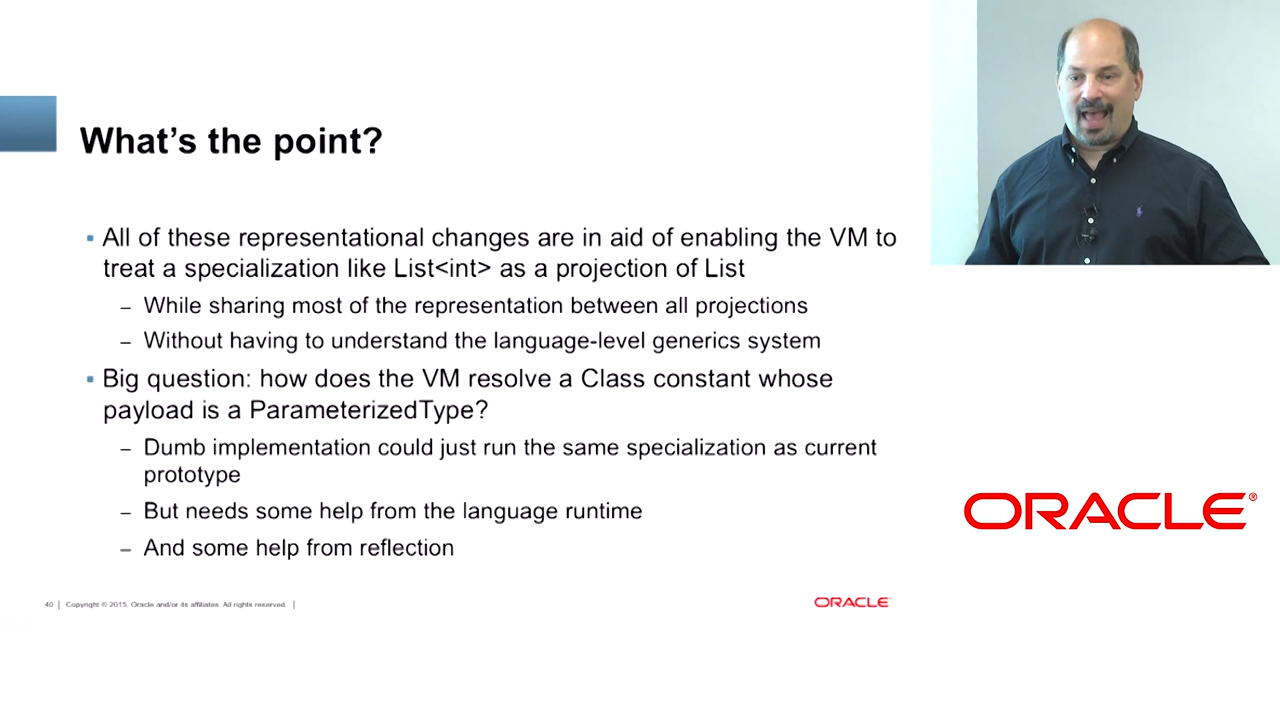 What's the point?
▪ All of these representational changes are in aid of enabling the VM to
treat a specialization like List<int> as a projection of List
– While sharing most of the representation between all projections
– Without having to understand the language-level generics system
▪ Big question: how does the VM resolve a Class constant whose
payload is a ParameterizedType?
– Dumb implementation could just run the same specialization as current
prototype
– But needs some help from the language runtime
– And some help from reflection
ORACLE®
40 | Copyright © 2015, Oracle and/or its affiliates. All rights reserved. |
ORACLE